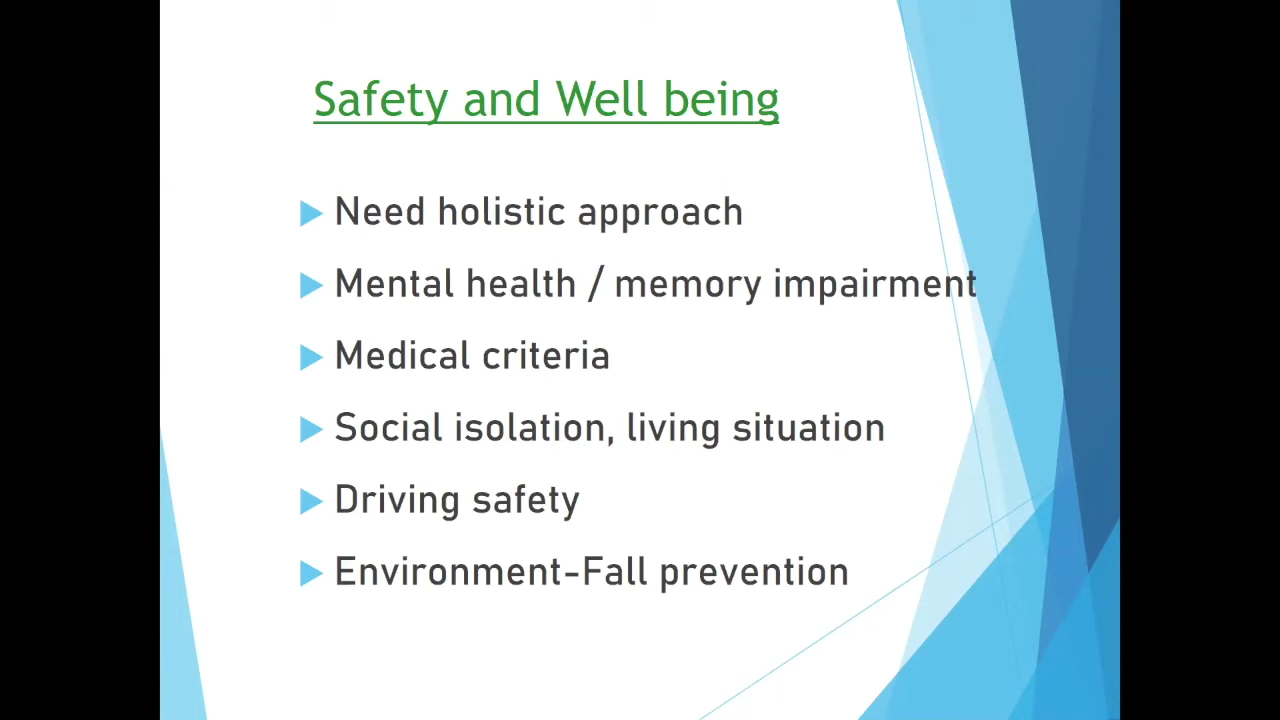 Safety and Well being
Need holistic approach
Mental health / memory impairment
Medical criteria
Social isolation, living situation
Driving safety
Environment-Fall prevention